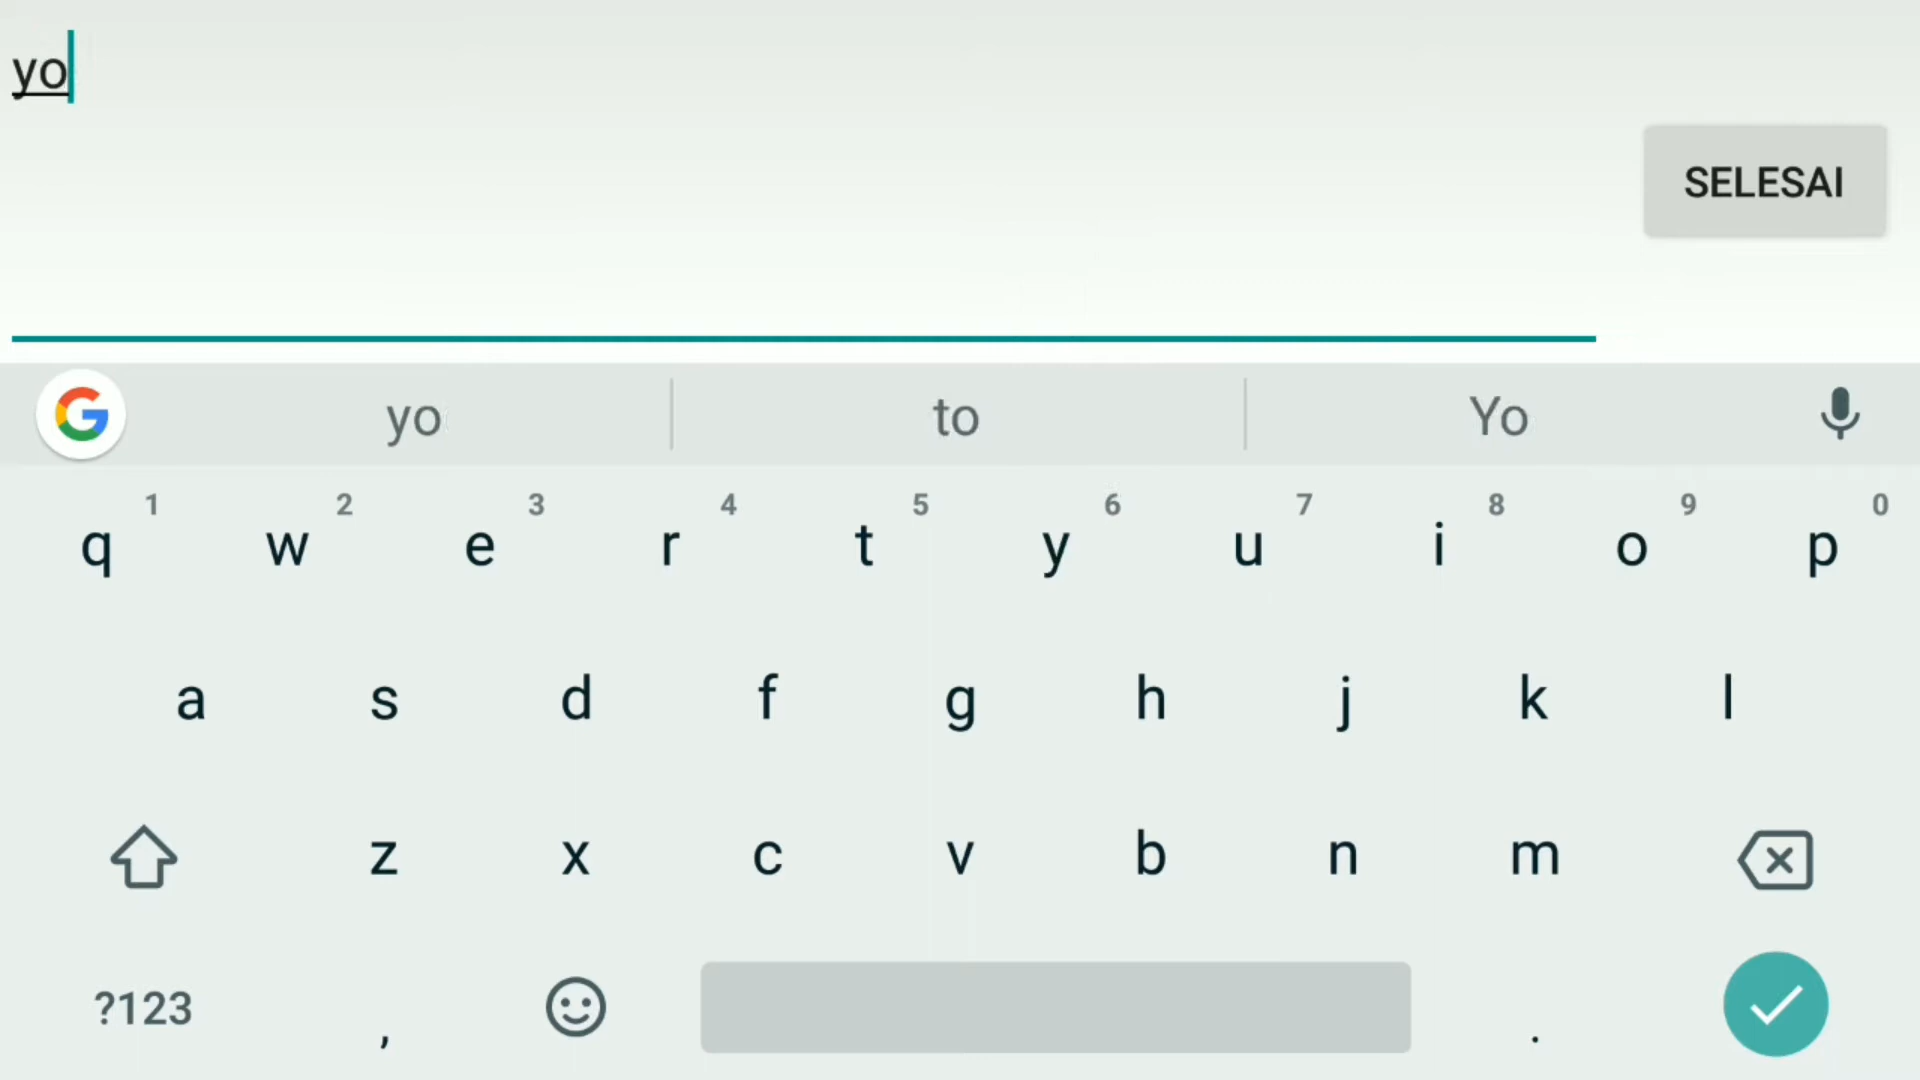 yo
SELESAI
yo to Yo
1 2 3 4 5 6 7 8 9 0
q w e r t y u i o p
a s d f g h j k l
z x c v b n m
?123 , .